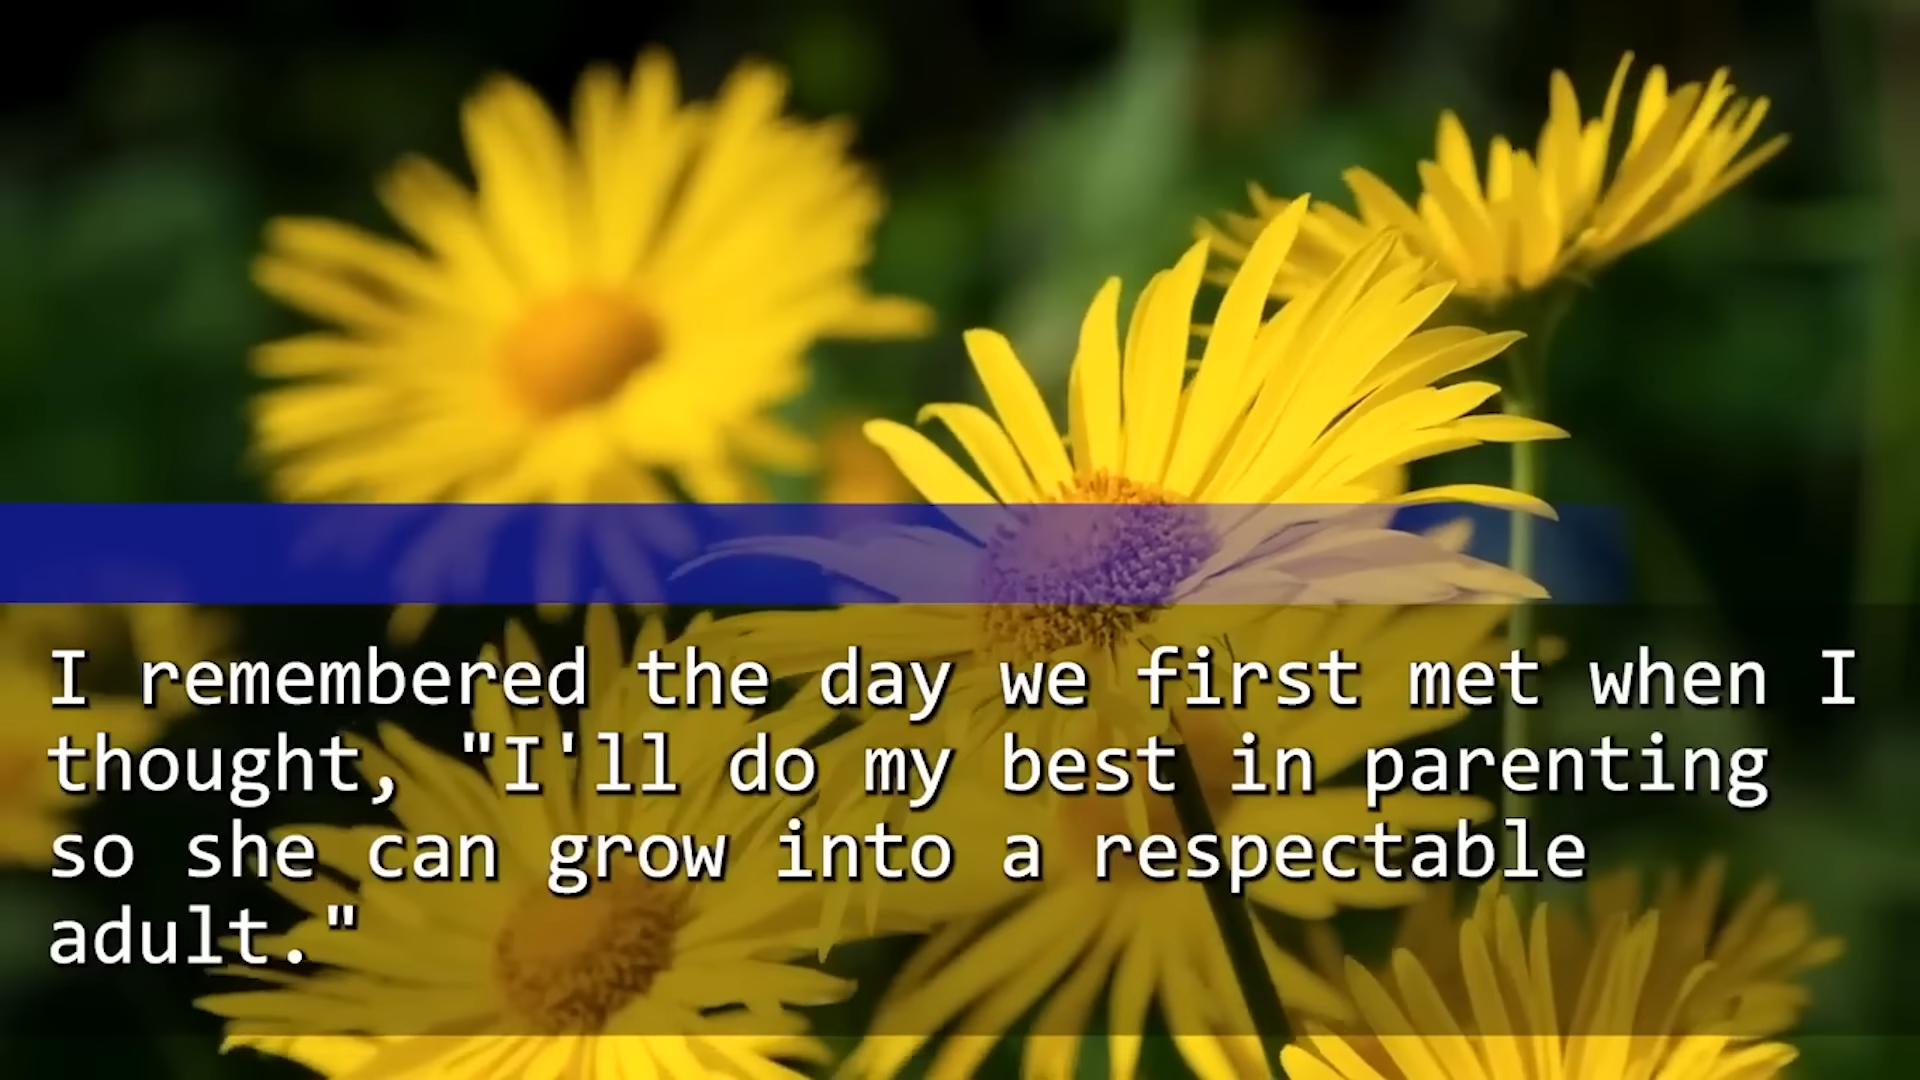 I remembered the day we first met when I
thought, "I'll do my best in parenting
so she can grow into a respectable
adult."